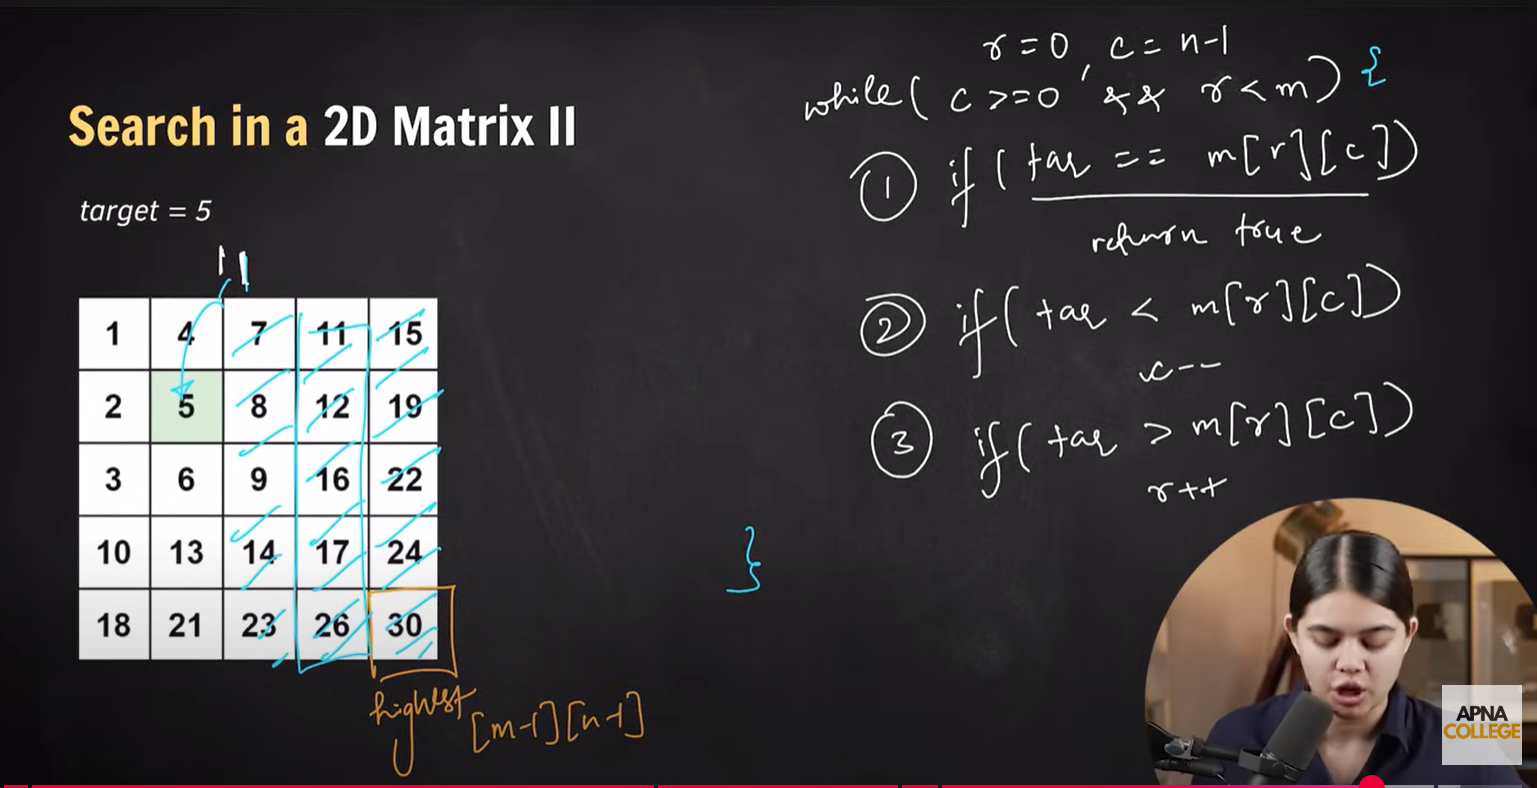 Search in a 2D Matrix II
target = 5
1 4 7 11 15
2 5 8 12 19
3 6 9 16 22
10 13 14 17 24
18 21 23 26 30
highest
[m-1][n-1]
r=0, c=n-1
while( c>=0 && r<m) {
① if ( tar == m[r][c])
return true
② if( tar < m[r][c])
c--
③ if( tar > m[r][c])
r++
}
APNA
COLLEGE